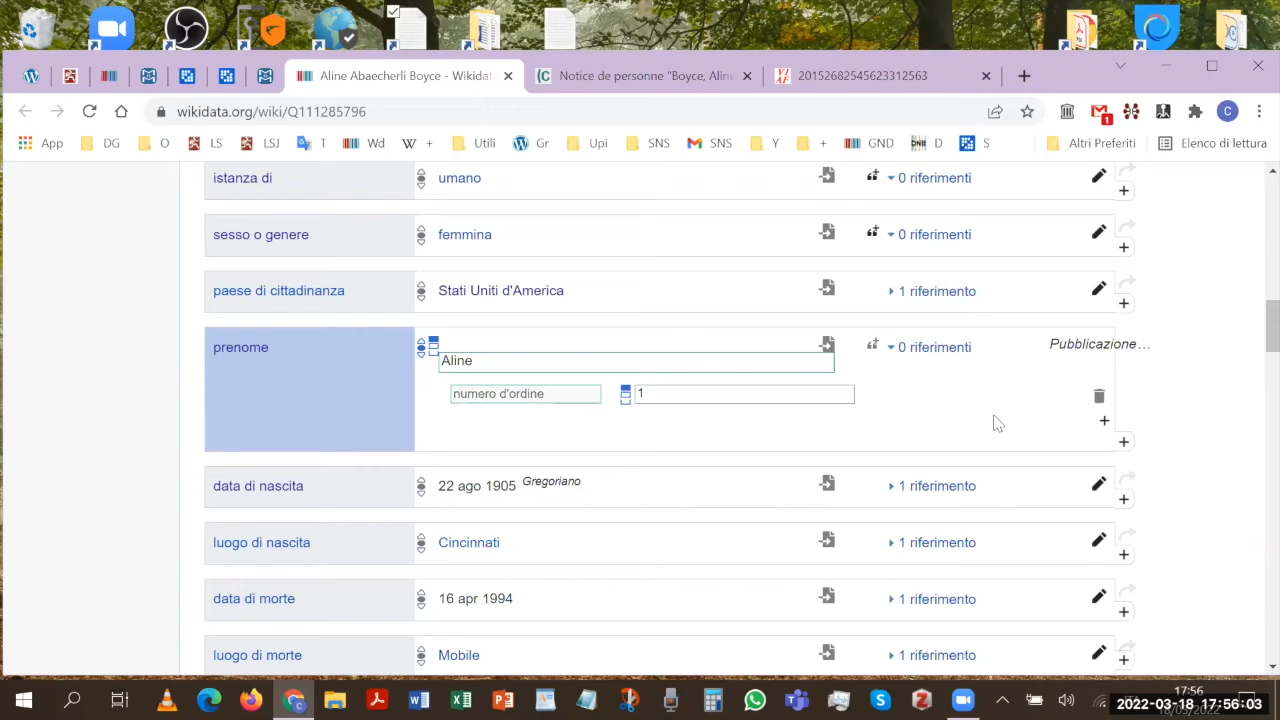 Aline Abaecherli Boyce - Wikidat
Notice de personne "Boyce, Aline
20152682545623312563
wikidata.org/wiki/Q111285796
1
C
App
DG
O
LS
LSJ
T
Wd
+
Utili
Gr
Upi
SNS
SNS
Y
+
GND
D
S
Altri Preferiti
Elenco di lettura
istanza di
umano
0 riferimenti
sesso o genere
femmina
0 riferimenti
paese di cittadinanza
Stati Uniti d'America
1 riferimento
prenome
0 riferimenti
Pubblicazione…
Aline
numero d'ordine
1
data di nascita
22 ago 1905 Gregoriano
1 riferimento
luogo di nascita
Cincinnati
1 riferimento
data di morte
16 apr 1994
1 riferimento
luogo di morte
Mobile
1 riferimento
17:56
2022-03-18 17:56:03